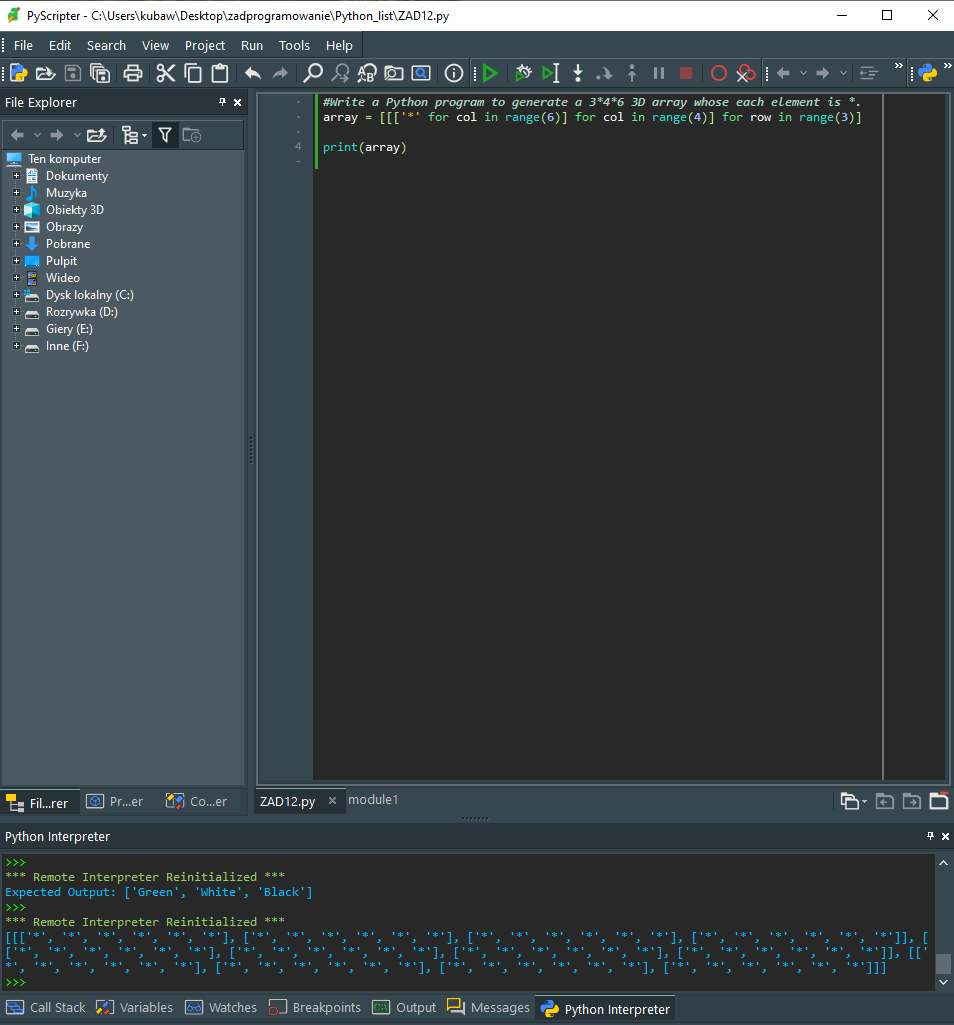 PyScripter - C:\Users\kubaw\Desktop\zadprogramowanie\Python_list\ZAD12.py
File Edit Search View Project Run Tools Help
File Explorer
Ten komputer
Dokumenty
Muzyka
Obiekty 3D
Obrazy
Pobrane
Pulpit
Wideo
Dysk lokalny (C:)
Rozrywka (D:)
Giery (E:)
Inne (F:)
Fil...rer Pr...er Co...er
#Write a Python program to generate a 3*4*6 3D array whose each element is *.
array = [[['*' for col in range(6)] for col in range(4)] for row in range(3)]
4 print(array)
ZAD12.py module1
Python Interpreter
>>>
*** Remote Interpreter Reinitialized ***
Expected Output: ['Green', 'White', 'Black']
>>>
*** Remote Interpreter Reinitialized ***
[[['*', '*', '*', '*', '*', '*'], ['*', '*', '*', '*', '*', '*'], ['*', '*', '*', '*', '*', '*'], ['*', '*', '*', '*', '*', '*']], [
['*', '*', '*', '*', '*', '*'], ['*', '*', '*', '*', '*', '*'], ['*', '*', '*', '*', '*', '*'], ['*', '*', '*', '*', '*', '*']], [['
*', '*', '*', '*', '*', '*'], ['*', '*', '*', '*', '*', '*'], ['*', '*', '*', '*', '*', '*'], ['*', '*', '*', '*', '*', '*']]]
>>>
Call Stack Variables Watches Breakpoints Output Messages Python Interpreter